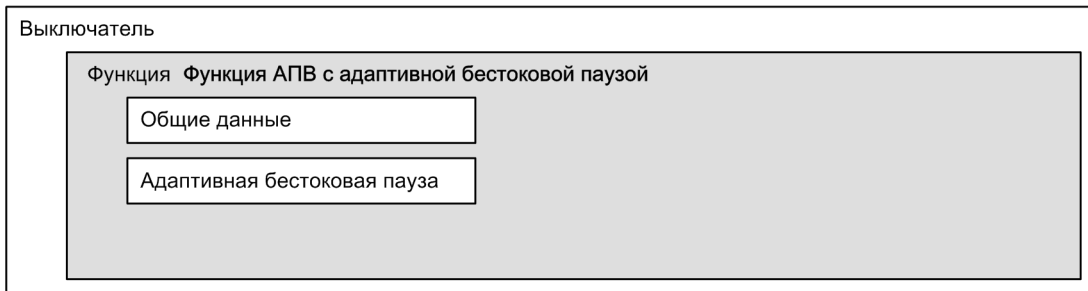 Выключатель
Функция Функция АПВ с адаптивной бестоковой паузой
Общие данные
Адаптивная бестоковая пауза